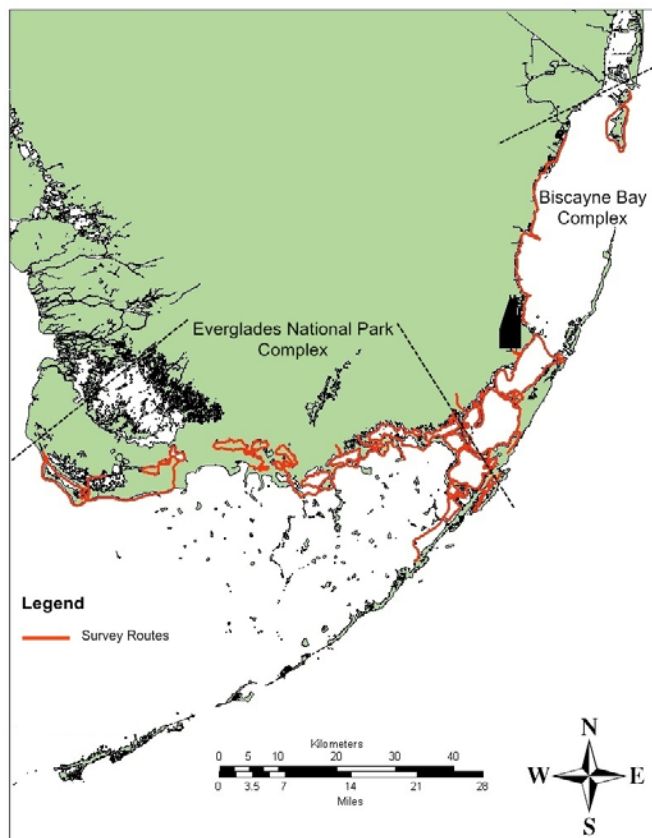 Biscayne Bay
Complex
Everglades National Park
Complex
Legend
Survey Routes
Kilometers
0 5 10 20 30 40
0 3.5 7 14 21 28
Miles
N
W E
S